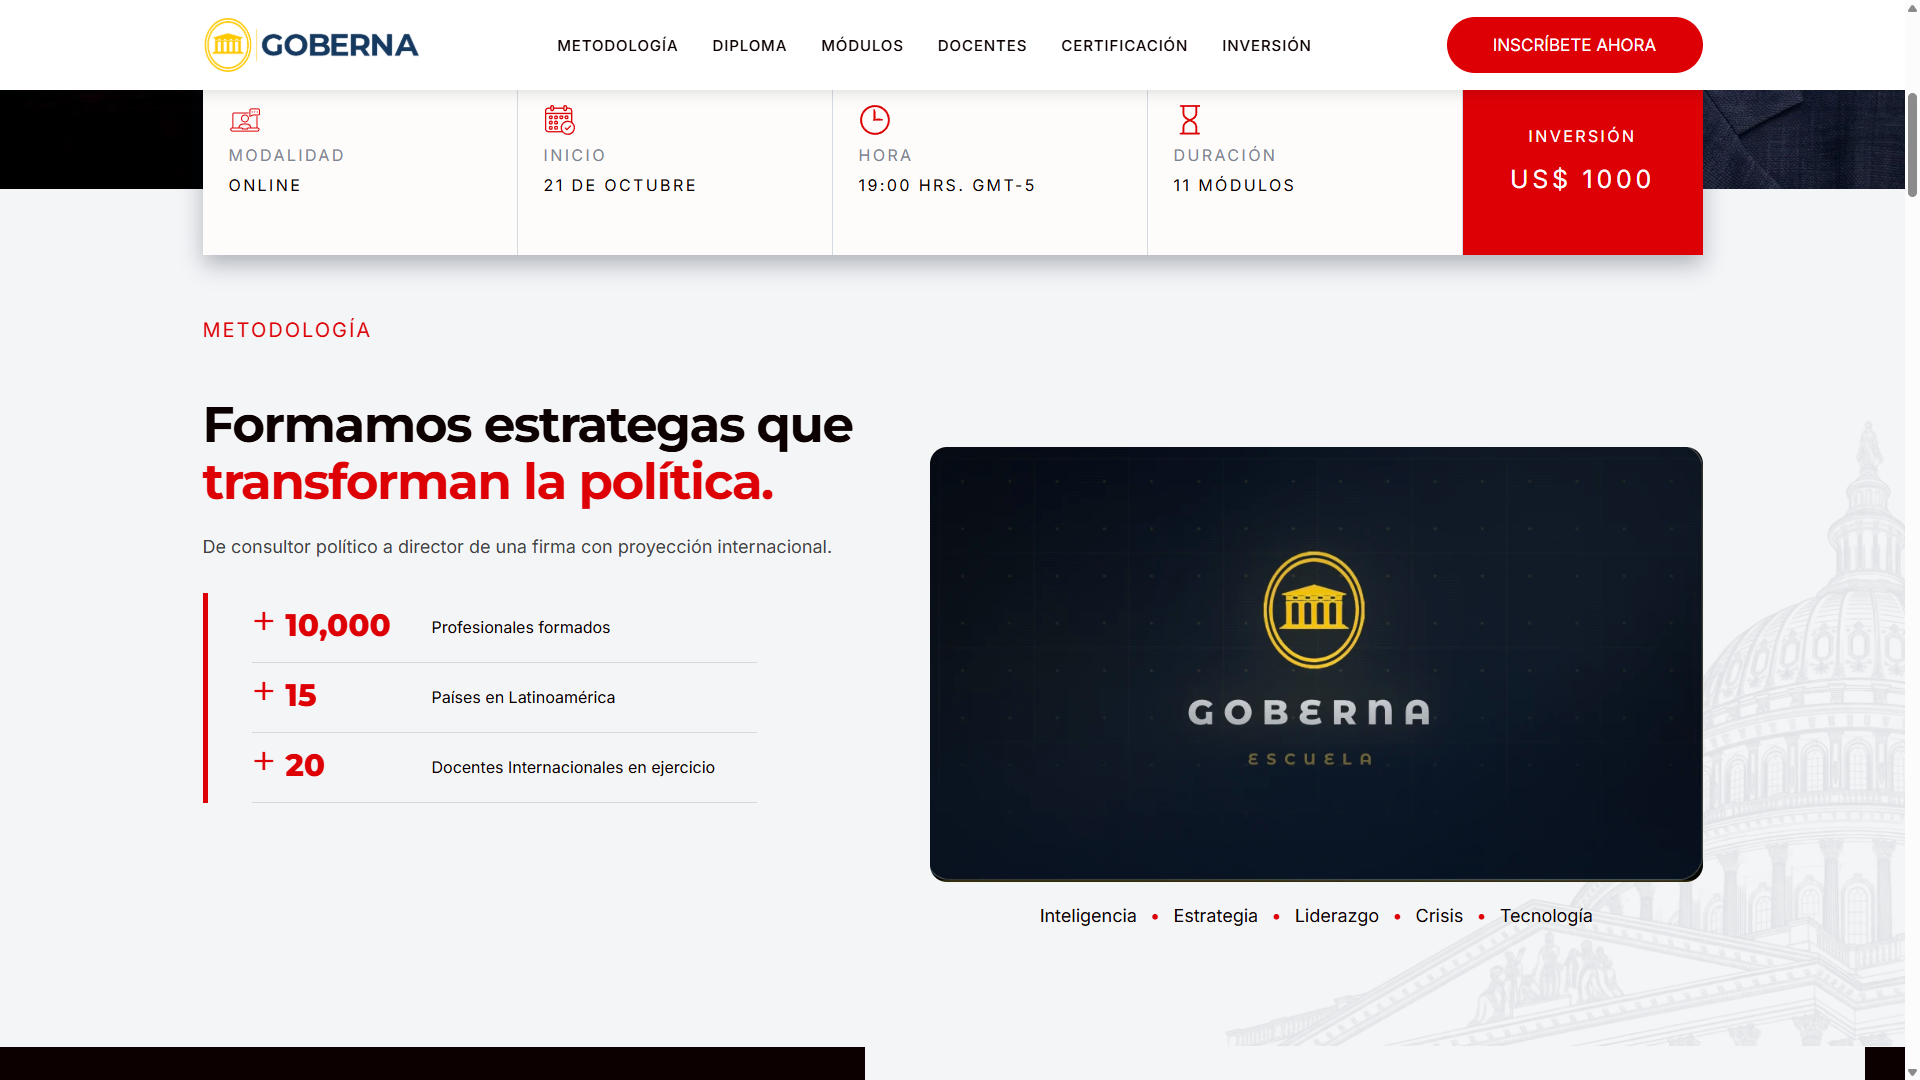 GOBERNA
METODOLOGÍA
DIPLOMA
MÓDULOS
DOCENTES
CERTIFICACIÓN
INVERSIÓN
INSCRÍBETE AHORA
MODALIDAD
ONLINE
INICIO
21 DE OCTUBRE
HORA
19:00 HRS. GMT-5
DURACIÓN
11 MÓDULOS
INVERSIÓN
US$ 1000
METODOLOGÍA
Formamos estrategas que
transforman la política.
De consultor político a director de una firma con proyección internacional.
+ 10,000 Profesionales formados
+ 15 Países en Latinoamérica
+ 20 Docentes Internacionales en ejercicio
GOBERNA
ESCUELA
Inteligencia • Estrategia • Liderazgo • Crisis • Tecnología